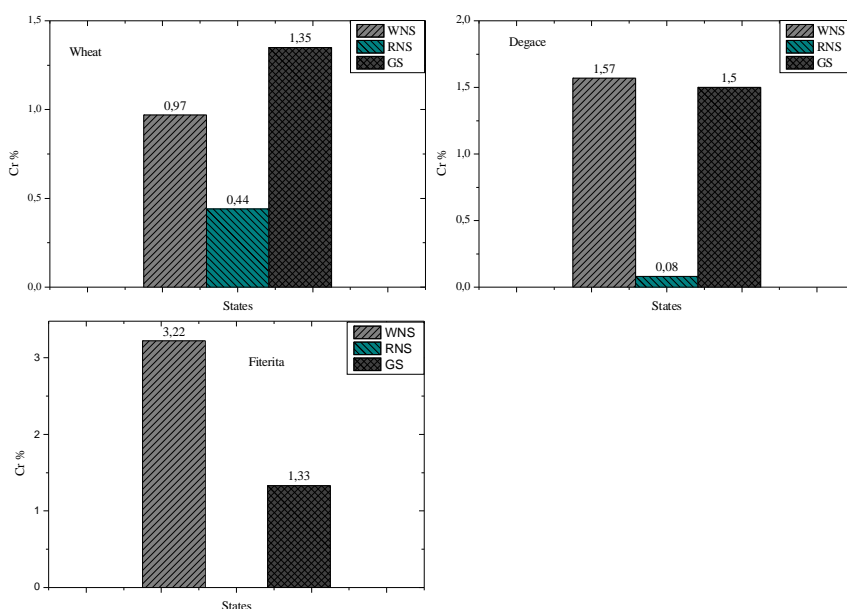 Wheat
WNS
RNS
GS
1,5
1,0
0,5
0,0
Cr %
0,97
0,44
1,35
States
Degace
WNS
RNS
GS
2,0
1,5
1,0
0,5
0,0
Cr %
1,57
0,08
1,5
States
Fiterita
WNS
RNS
GS
3
2
1
0
Cr %
3,22
1,33
States